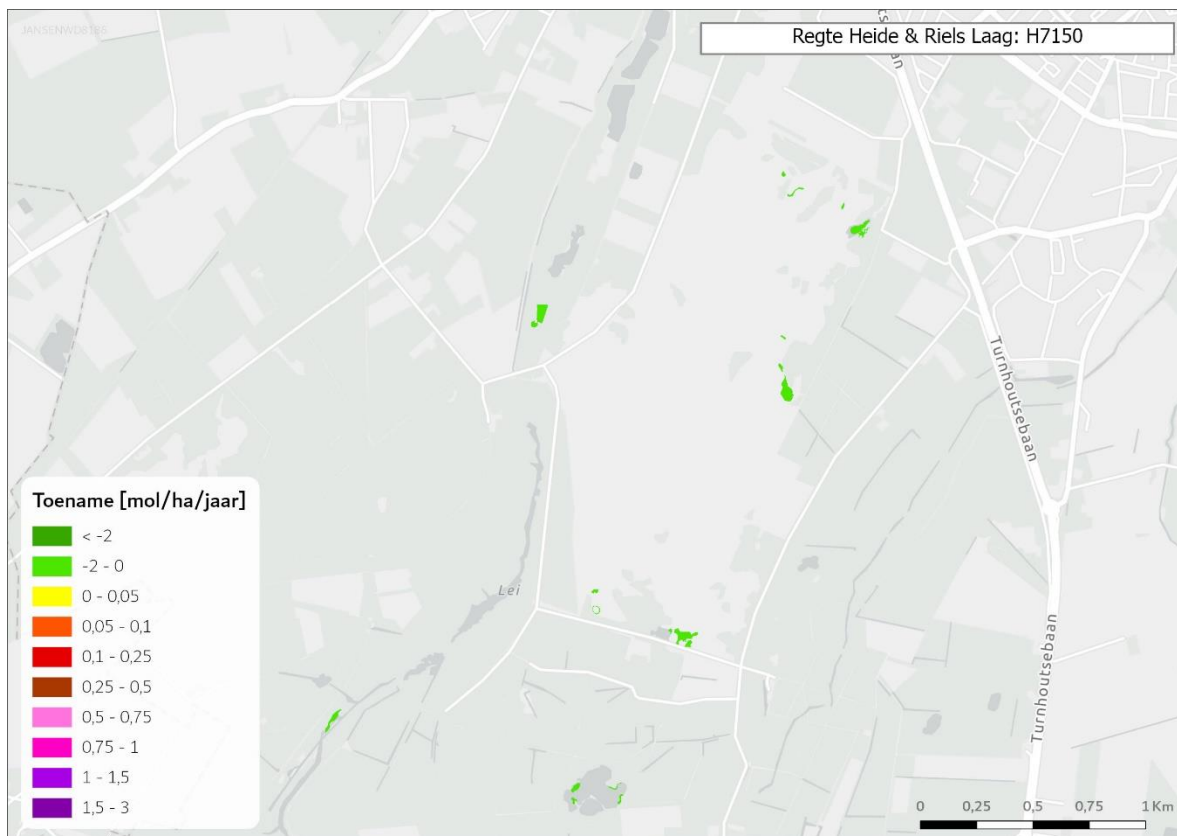 JANSENWD8186
Regte Heide & Riels Laag: H7150
Turnhoutsebaan
Lei
Turnhoutsebaan
Toename [mol/ha/jaar]
< -2
-2 - 0
0 - 0,05
0,05 - 0,1
0,1 - 0,25
0,25 - 0,5
0,5 - 0,75
0,75 - 1
1 - 1,5
1,5 - 3
0 0,25 0,5 0,75 1 Km